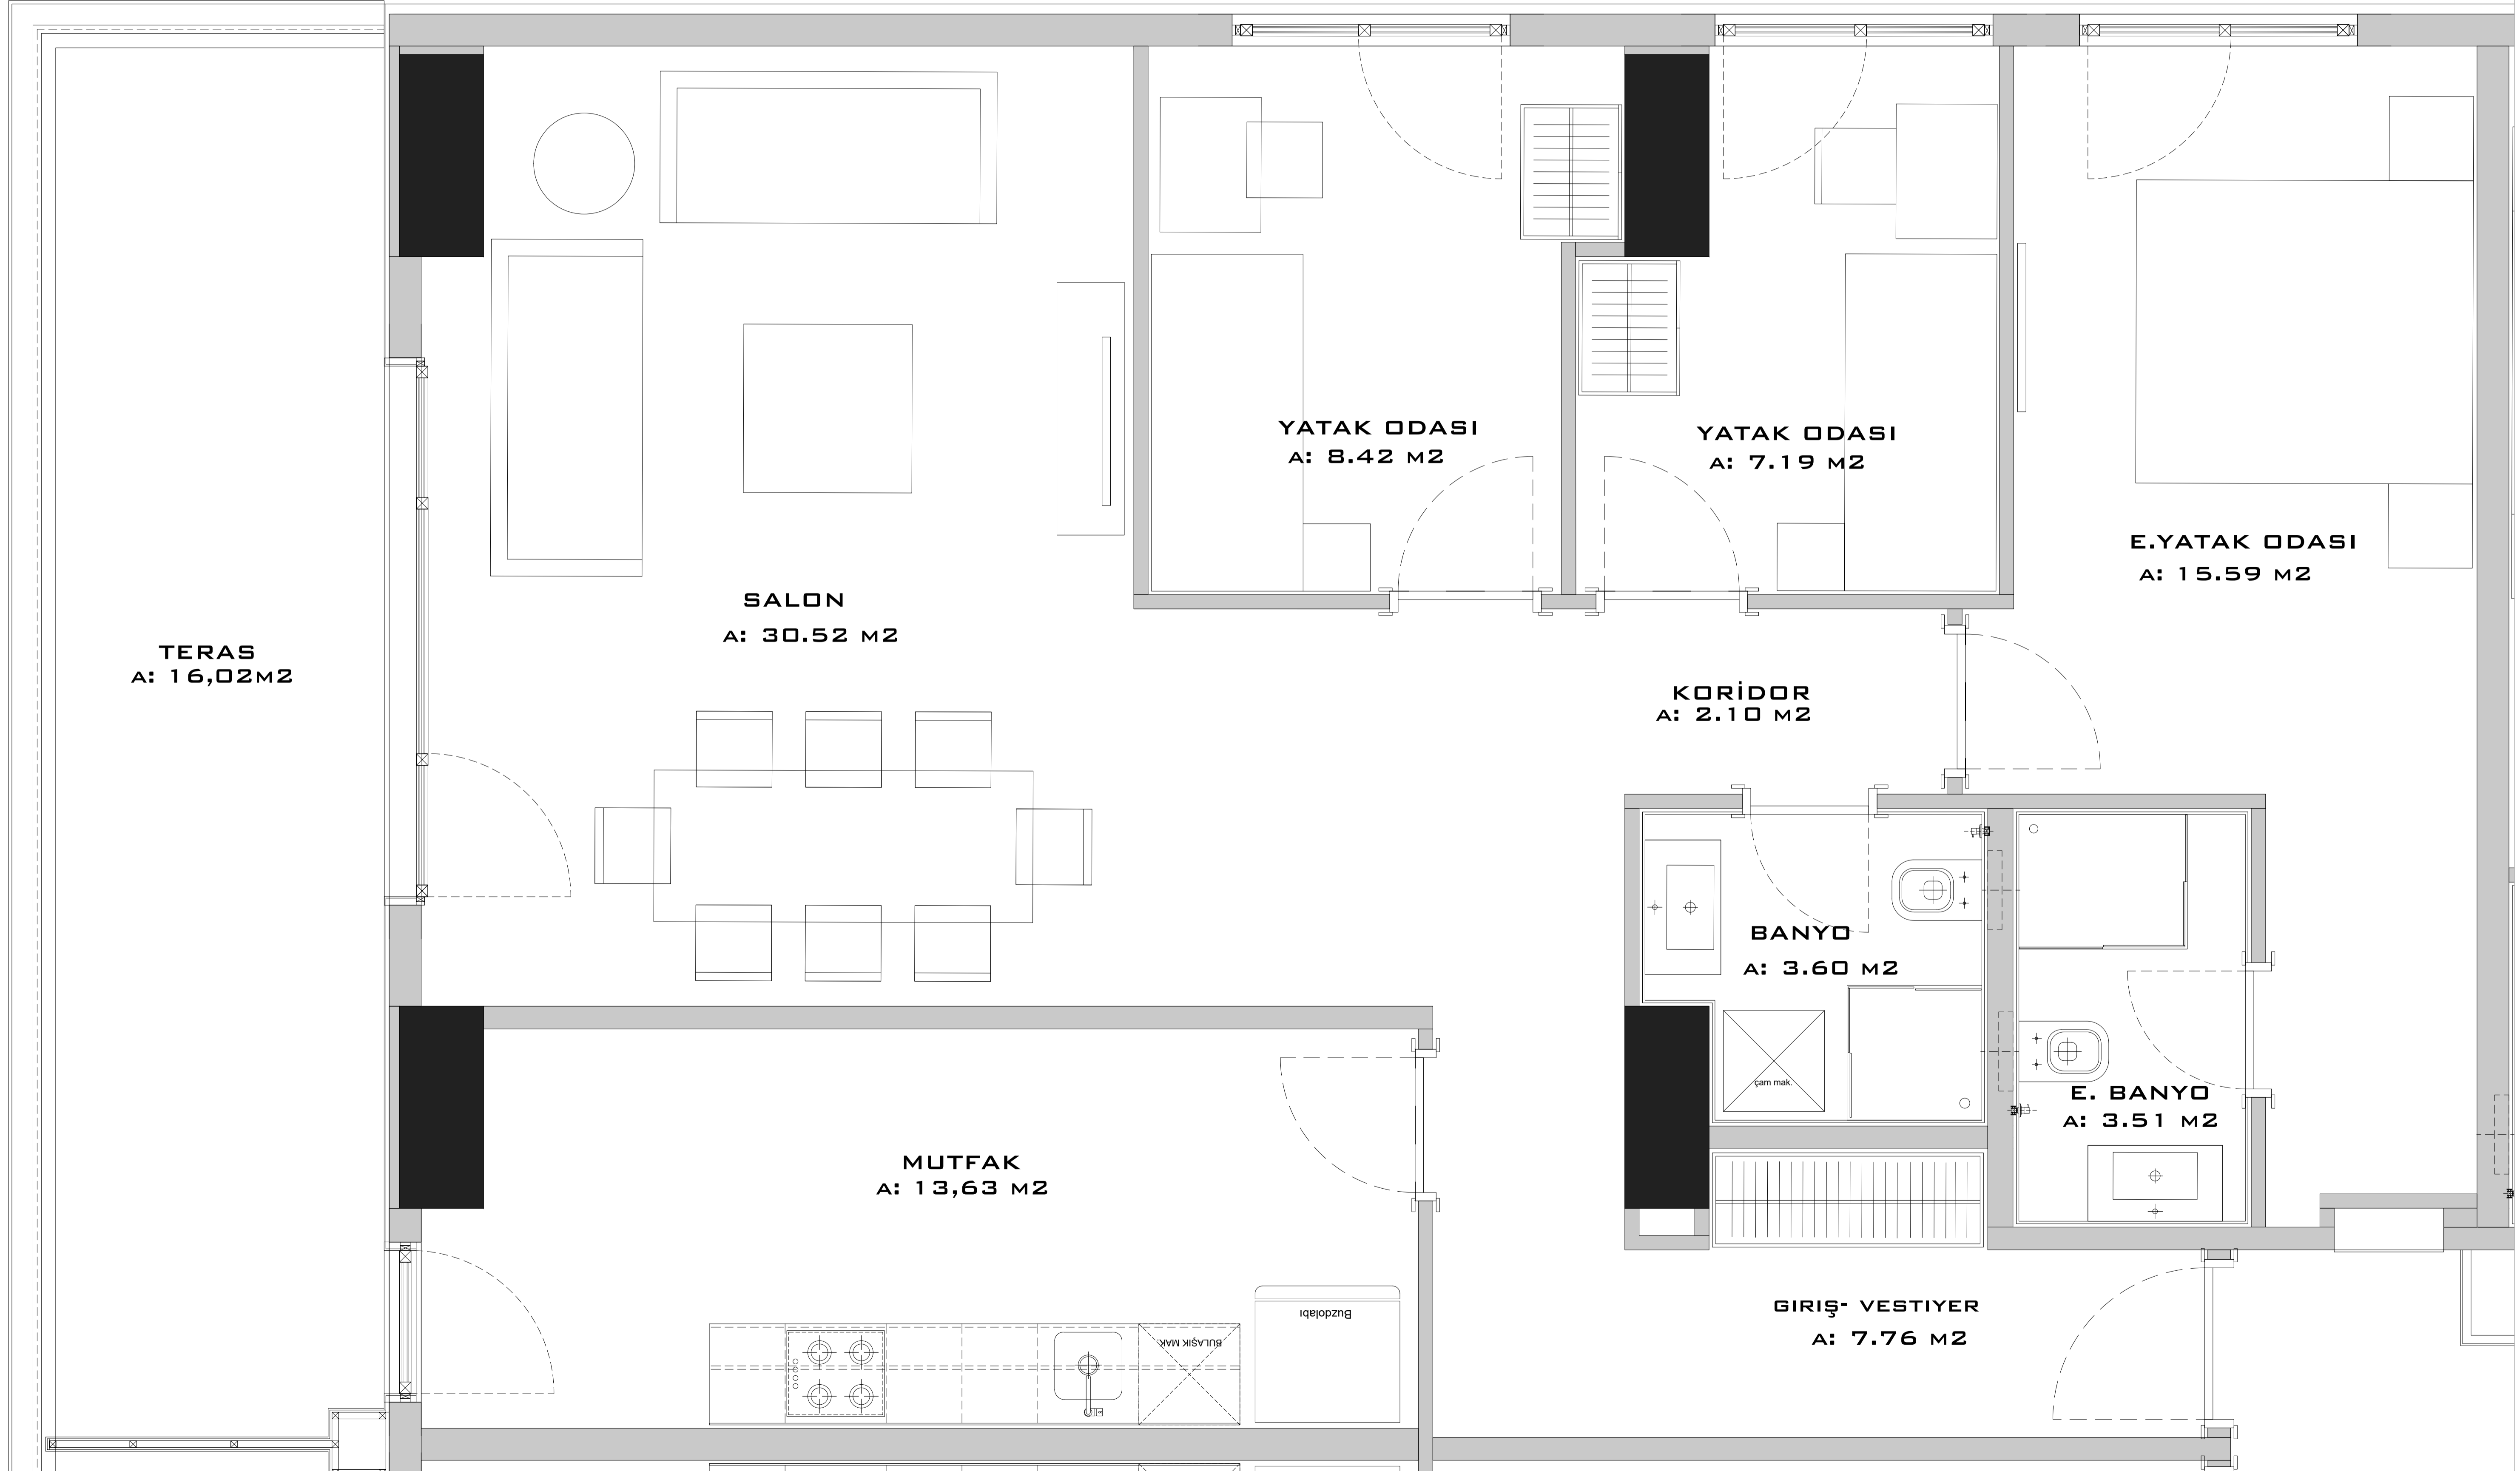 YATAK ODASI
A: 8.42 M2
YATAK ODASI
A: 7.19 M2
E.YATAK ODASI
A: 15.59 M2
SALON
A: 30.52 M2
TERAS
A: 16,02M2
KORİDOR
A: 2.10 M2
BANYO
A: 3.60 M2
çam mak.
E. BANYO
A: 3.51 M2
MUTFAK
A: 13,63 M2
Buzdolabı
BULAŞIK MAK
GIRIŞ- VESTIYER
A: 7.76 M2